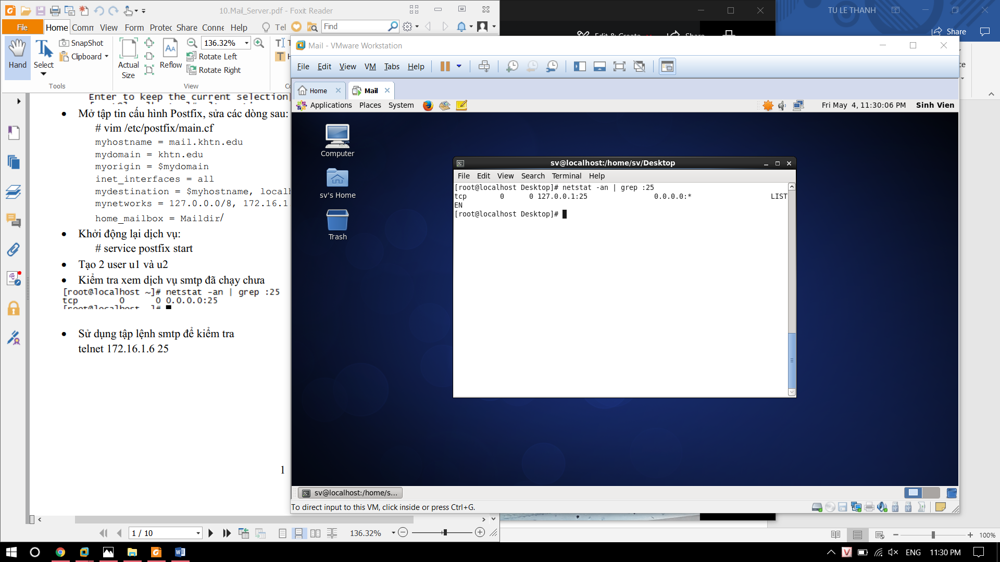 10.Mail_Server.pdf - Foxit Reader
File Home Comm View Form Protec Share Conne Help Tel Find
SnapShot
Clipboard
Hand
Select
Actual
Size
Reflow
136.32%
Rotate Left
Rotate Right
Tools
View
Enter to keep the current selection
Mở tập tin cấu hình Postfix, sửa các dòng sau:
# vim /etc/postfix/main.cf
myhostname = mail.khtn.edu
mydomain = khtn.edu
myorigin = $mydomain
inet_interfaces = all
mydestination = $myhostname, localh
mynetworks = 127.0.0.0/8, 172.16.1
home_mailbox = Maildir/
Khởi động lại dịch vụ:
# service postfix start
Tạo 2 user u1 và u2
Kiểm tra xem dịch vụ smtp đã chạy chưa
[root@localhost ~]# netstat -an | grep :25
tcp 0 0 0.0.0.0:25
Sử dụng tập lệnh smtp để kiểm tra
telnet 172.16.1.6 25
1
1 / 10
136.32%
Edit & Create
Share
TU LE THANH
Share
Mail - VMware Workstation
File Edit View VM Tabs Help
Home
Mail
Applications Places System
Fri May 4, 11:30:06 PM Sinh Vien
Computer
sv's Home
Trash
sv@localhost:/home/sv/Desktop
File Edit View Search Terminal Help
[root@localhost Desktop]# netstat -an | grep :25
tcp 0 0 127.0.0.1:25 0.0.0.0:* LIST
EN
[root@localhost Desktop]#
sv@localhost:/home/s...
To direct input to this VM, click inside or press Ctrl+G.
100%
ENG 11:30 PM